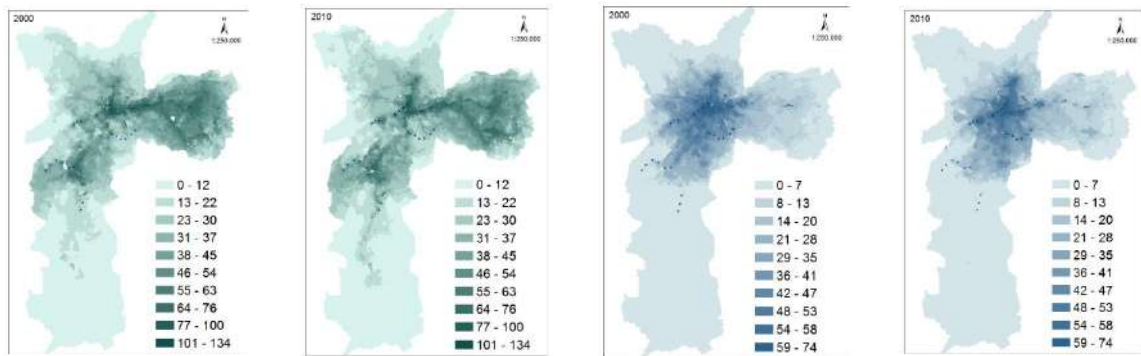 2000
N
1:250.000
0 - 12
13 - 22
23 - 30
31 - 37
38 - 45
46 - 54
55 - 63
64 - 76
77 - 100
101 - 134
2010
N
1:250.000
0 - 12
13 - 22
23 - 30
31 - 37
38 - 45
46 - 54
55 - 63
64 - 76
77 - 100
101 - 134
2000
N
1:250.000
0 - 7
8 - 13
14 - 20
21 - 28
29 - 35
36 - 41
42 - 47
48 - 53
54 - 58
59 - 74
2010
N
1:250.000
0 - 7
8 - 13
14 - 20
21 - 28
29 - 35
36 - 41
42 - 47
48 - 53
54 - 58
59 - 74